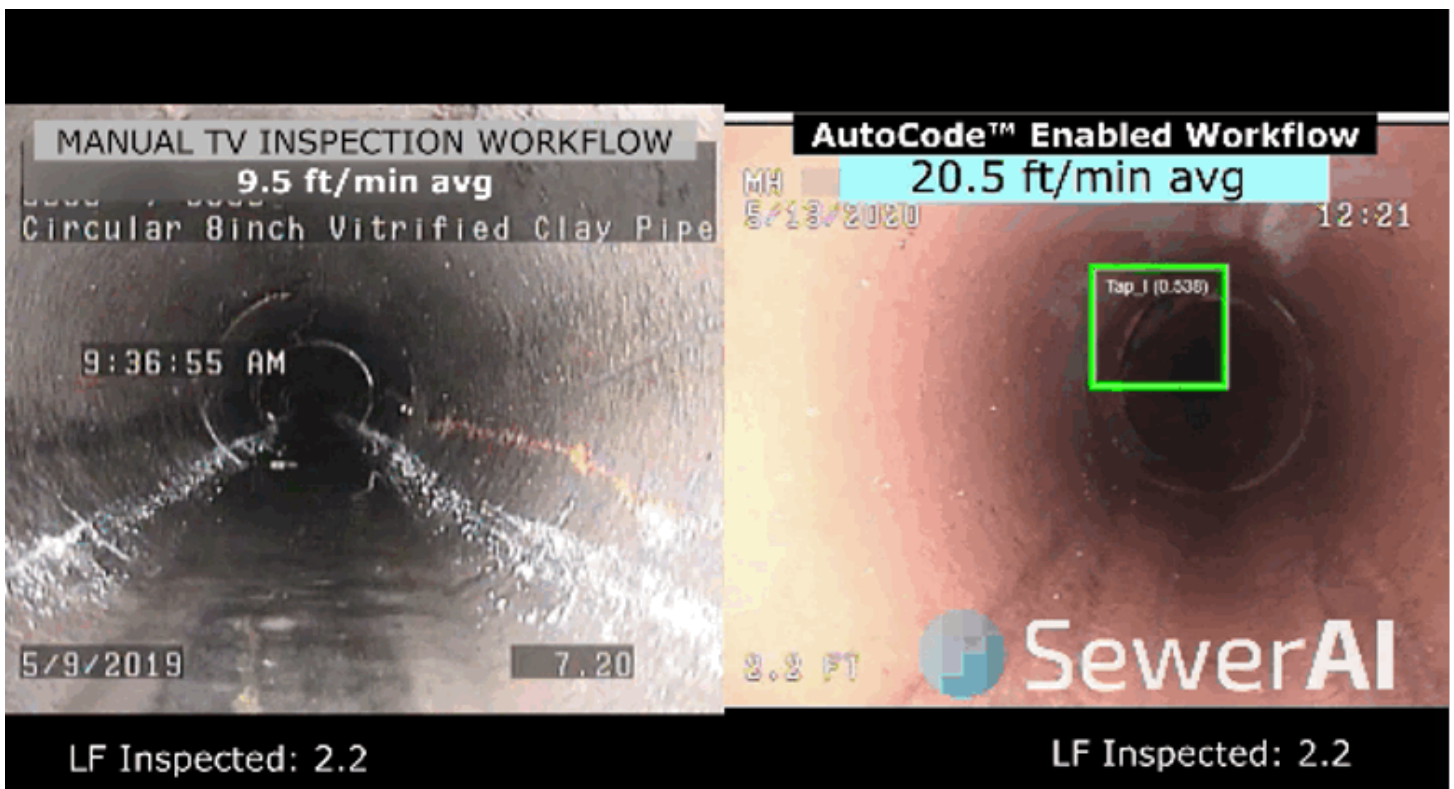 MANUAL TV INSPECTION WORKFLOW
9.5 ft/min avg
Circular 8inch Vitrified Clay Pipe
9:36:55 AM
5/9/2019
7.20
LF Inspected: 2.2
AutoCode™ Enabled Workflow
20.5 ft/min avg
MH
5/13/2020
12:21
Tap_I (0.538)
2.2 FT
SewerAI
LF Inspected: 2.2